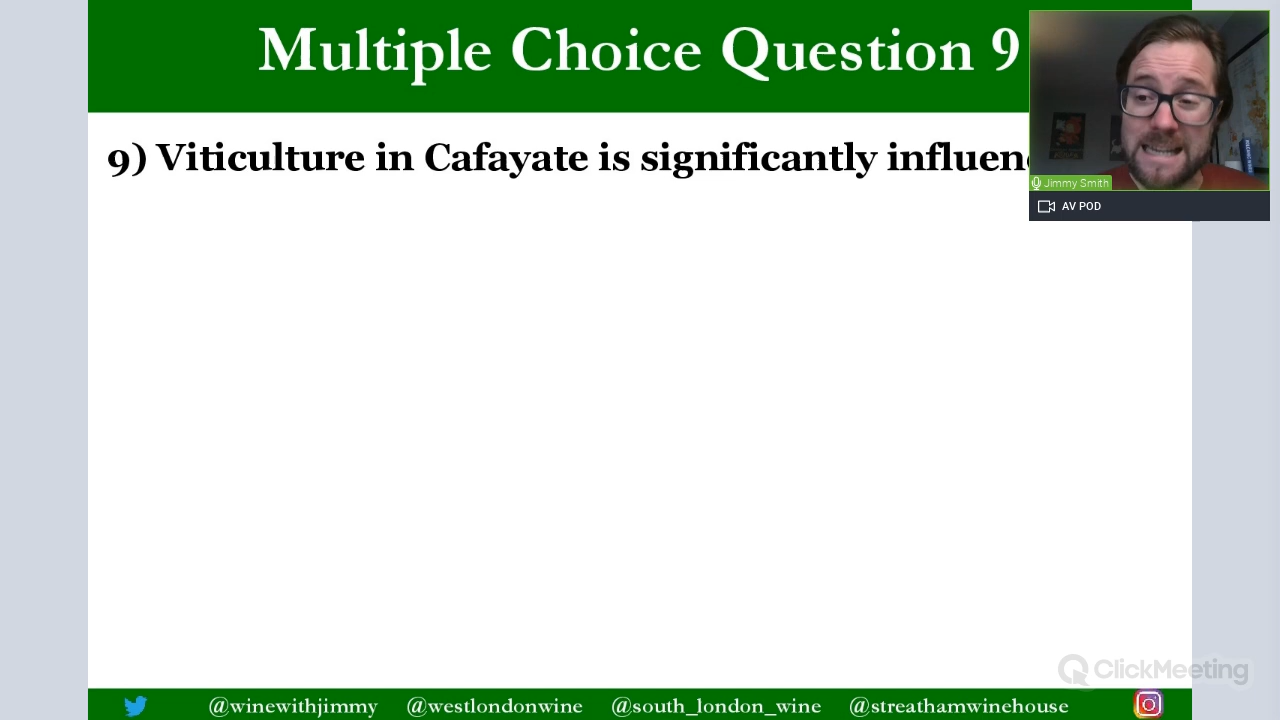 Multiple Choice Question 9
9) Viticulture in Cafayate is significantly
Jimmy Smith
AV POD
ClickMeeting
@winewithjimmy @westlondonwine @south_london_wine @streathamwinehouse